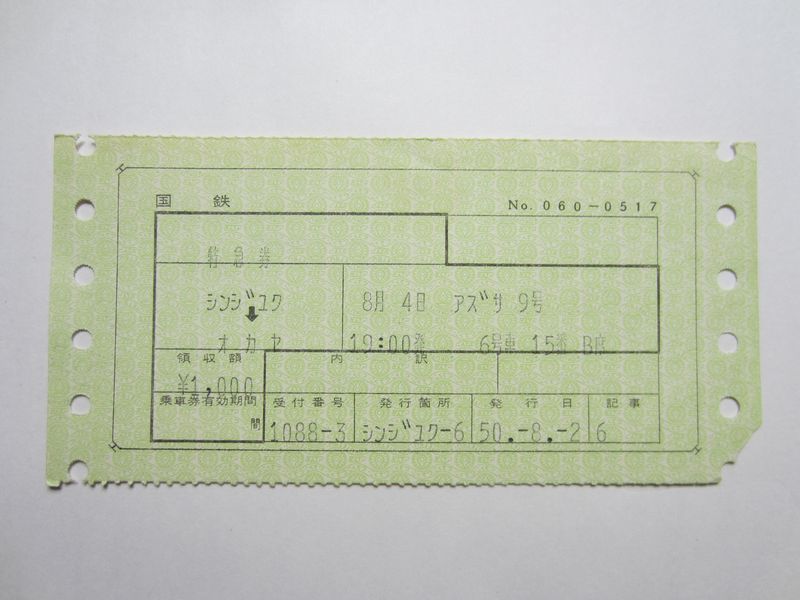 国鉄 No. 060-0517
特急券
シンジュク 8月 4日 アズサ 9号
⬇
オカヤ 19:00発 6号車 15番 B席
領収額 内訳
¥1,000
乗車券有効期間 受付番号 発行箇所 発行日 記事
間 1088-3 シンジュク-6 50.-8.-2 6